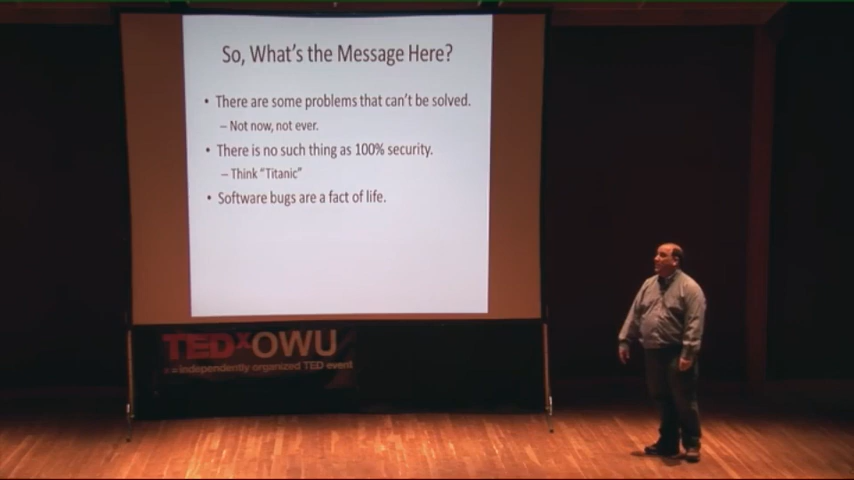 So, What's the Message Here?
• There are some problems that can't be solved.
– Not now, not ever.
• There is no such thing as 100% security.
– Think "Titanic"
• Software bugs are a fact of life.
TEDxOWU
x = independently organized TED event